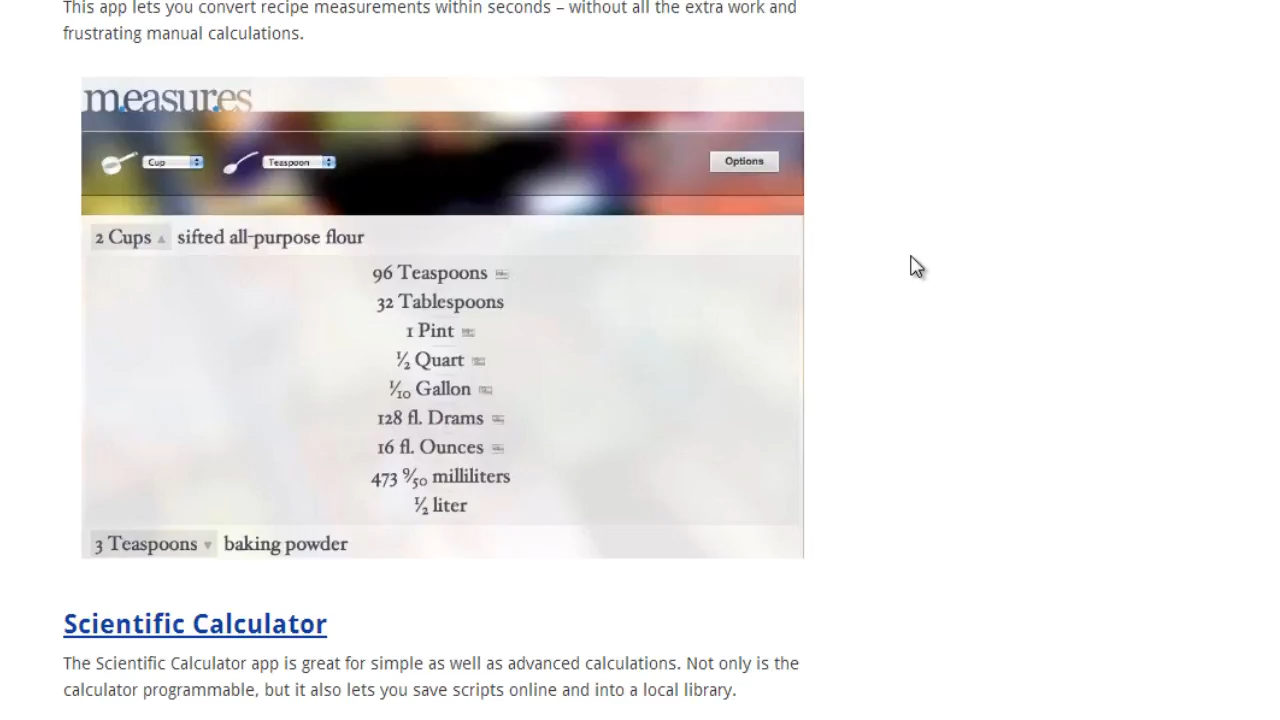 This app lets you convert recipe measurements within seconds – without all the extra work and
frustrating manual calculations.
measures
Cup Teaspoon Options
2 Cups sifted all-purpose flour
96 Teaspoons
32 Tablespoons
1 Pint
½ Quart
⅒ Gallon
128 fl. Drams
16 fl. Ounces
473 9/50 milliliters
½ liter
3 Teaspoons baking powder
Scientific Calculator
The Scientific Calculator app is great for simple as well as advanced calculations. Not only is the
calculator programmable, but it also lets you save scripts online and into a local library.